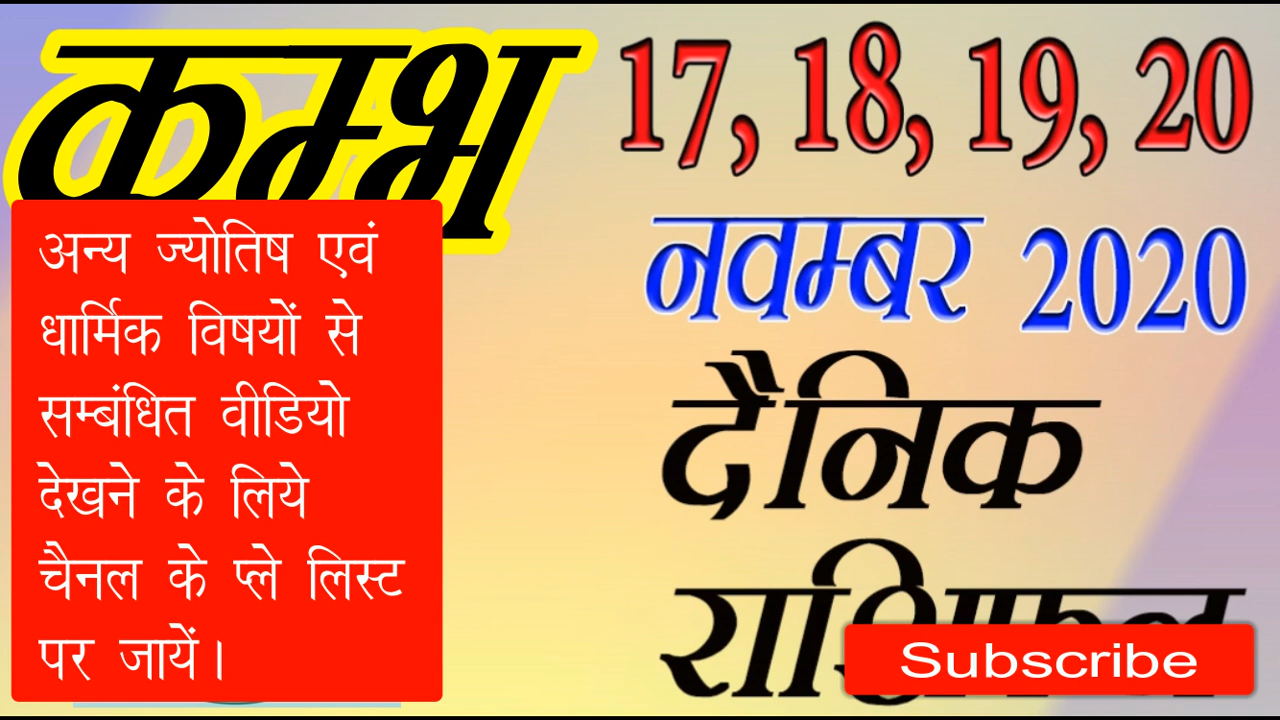 कुम्भ
17, 18, 19, 20
नवम्बर 2020
दैनिक
राशिफल
अन्य ज्योतिष एवं
धार्मिक विषयों से
सम्बंधित वीडियो
देखने के लिये
चैनल के प्ले लिस्ट
पर जायें।
Subscribe